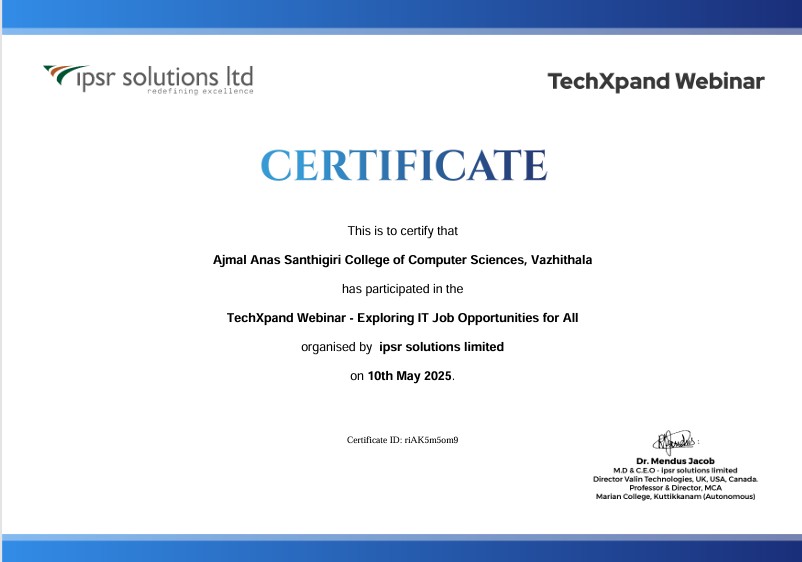 ipsr solutions ltd
redefining excellence
TechXpand Webinar
CERTIFICATE
This is to certify that
Ajmal Anas Santhigiri College of Computer Sciences, Vazhithala
has participated in the
TechXpand Webinar - Exploring IT Job Opportunities for All
organised by ipsr solutions limited
on 10th May 2025.
Certificate ID: riAK5m5om9
Dr. Mendus Jacob
M.D & C.E.O - ipsr solutions limited
Director Valin Technologies, UK, USA, Canada.
Professor & Director, MCA
Marian College, Kuttikkanam (Autonomous)